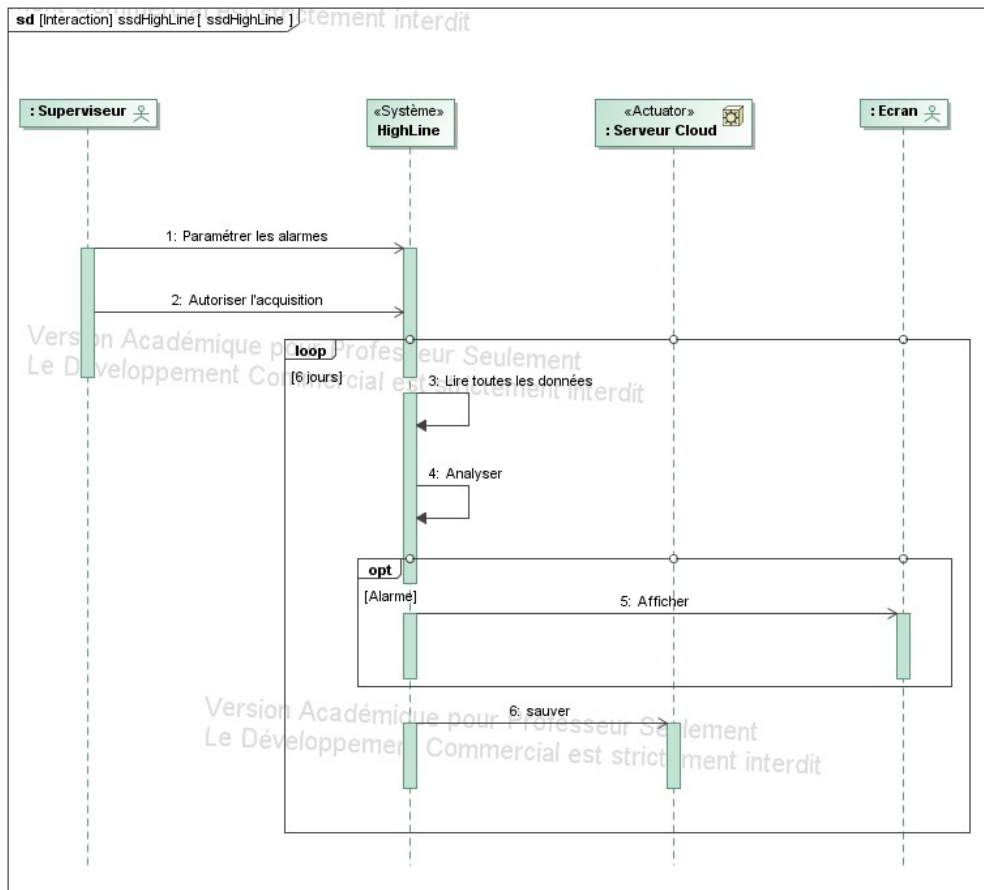 sd [Interaction] ssdHighLine[ ssdHighLine ]
strictement interdit
: Superviseur
«Système»
HighLine
«Actuator»
: Serveur Cloud
: Ecran
1: Paramétrer les alarmes
2: Autoriser l'acquisition
Version Académique pour Professeur Seulement
Le Développement Commercial est strictement interdit
loop
[6 jours]
3: Lire toutes les données
4: Analyser
opt
[Alarme]
5: Afficher
6: sauver
Version Académique pour Professeur Seulement
Le Développement Commercial est strictement interdit